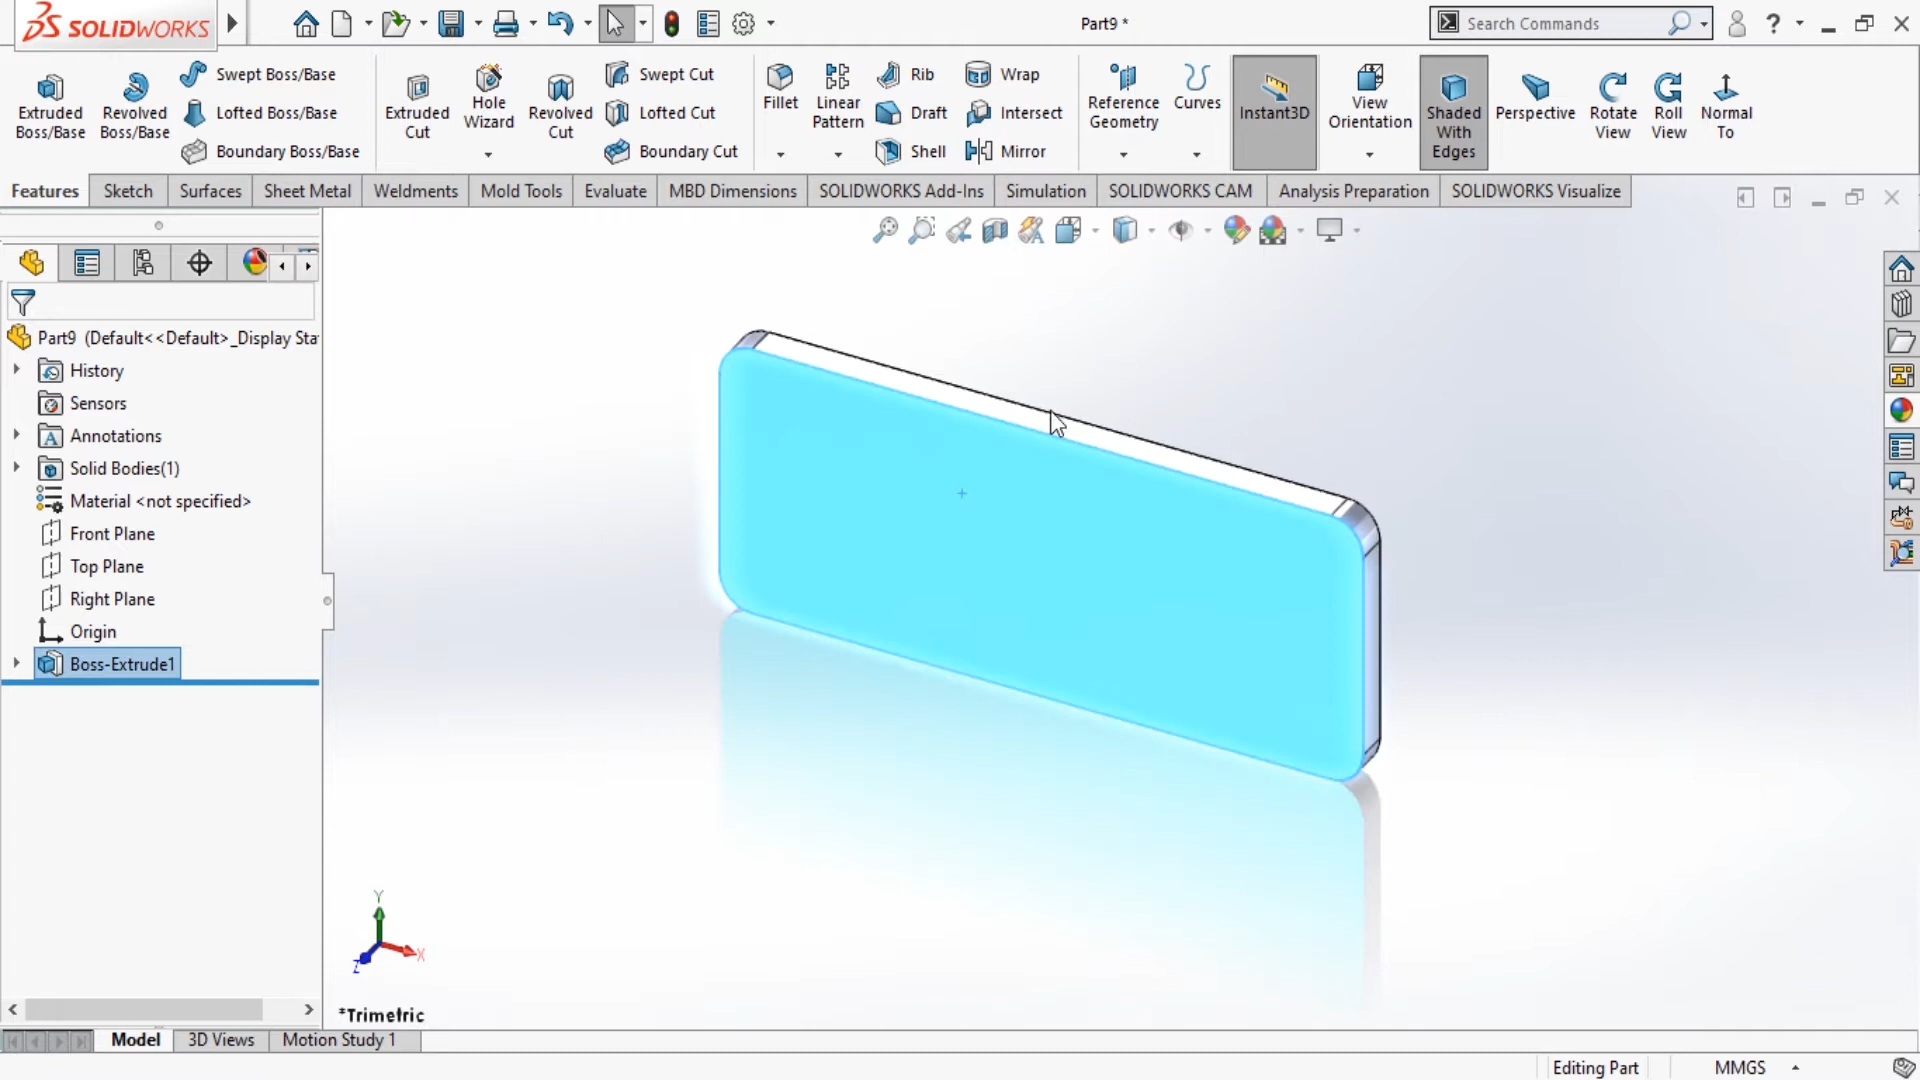 SOLIDWORKS
Part9 *
Search Commands
?
Extruded Boss/Base
Revolved Boss/Base
Swept Boss/Base
Lofted Boss/Base
Boundary Boss/Base
Extruded Cut
Hole Wizard
Revolved Cut
Swept Cut
Lofted Cut
Boundary Cut
Fillet
Linear Pattern
Rib
Draft
Shell
Wrap
Intersect
Mirror
Reference Geometry
Curves
Instant3D
View Orientation
Shaded With Edges
Perspective
Rotate View
Roll View
Normal To
Features
Sketch
Surfaces
Sheet Metal
Weldments
Mold Tools
Evaluate
MBD Dimensions
SOLIDWORKS Add-Ins
Simulation
SOLIDWORKS CAM
Analysis Preparation
SOLIDWORKS Visualize
Part9 (Default<<Default>_Display Sta
History
Sensors
Annotations
Solid Bodies(1)
Material <not specified>
Front Plane
Top Plane
Right Plane
Origin
Boss-Extrude1
Y
X
Z
*Trimetric
Model
3D Views
Motion Study 1
Editing Part
MMGS